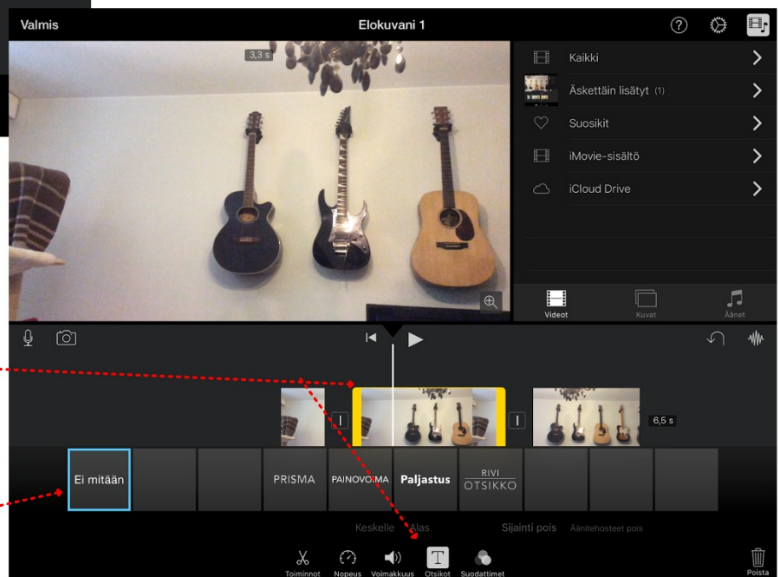 Valmis
Elokuvani 1
?
3,3 s
Kaikki
Äskettäin lisätyt (1)
Suosikit
iMovie-sisältö
iCloud Drive
Videot
Kuvat
Äänet
6,5 s
Ei mitään
PRISMA
PAINOVOIMA
Paljastus
RIVI
OTSIKKO
Keskelle
Alas
Sijainti pois
Äänitehosteet pois
Toiminnot
Nopeus
Voimakkuus
T
Otsikot
Suodattimet
Poista